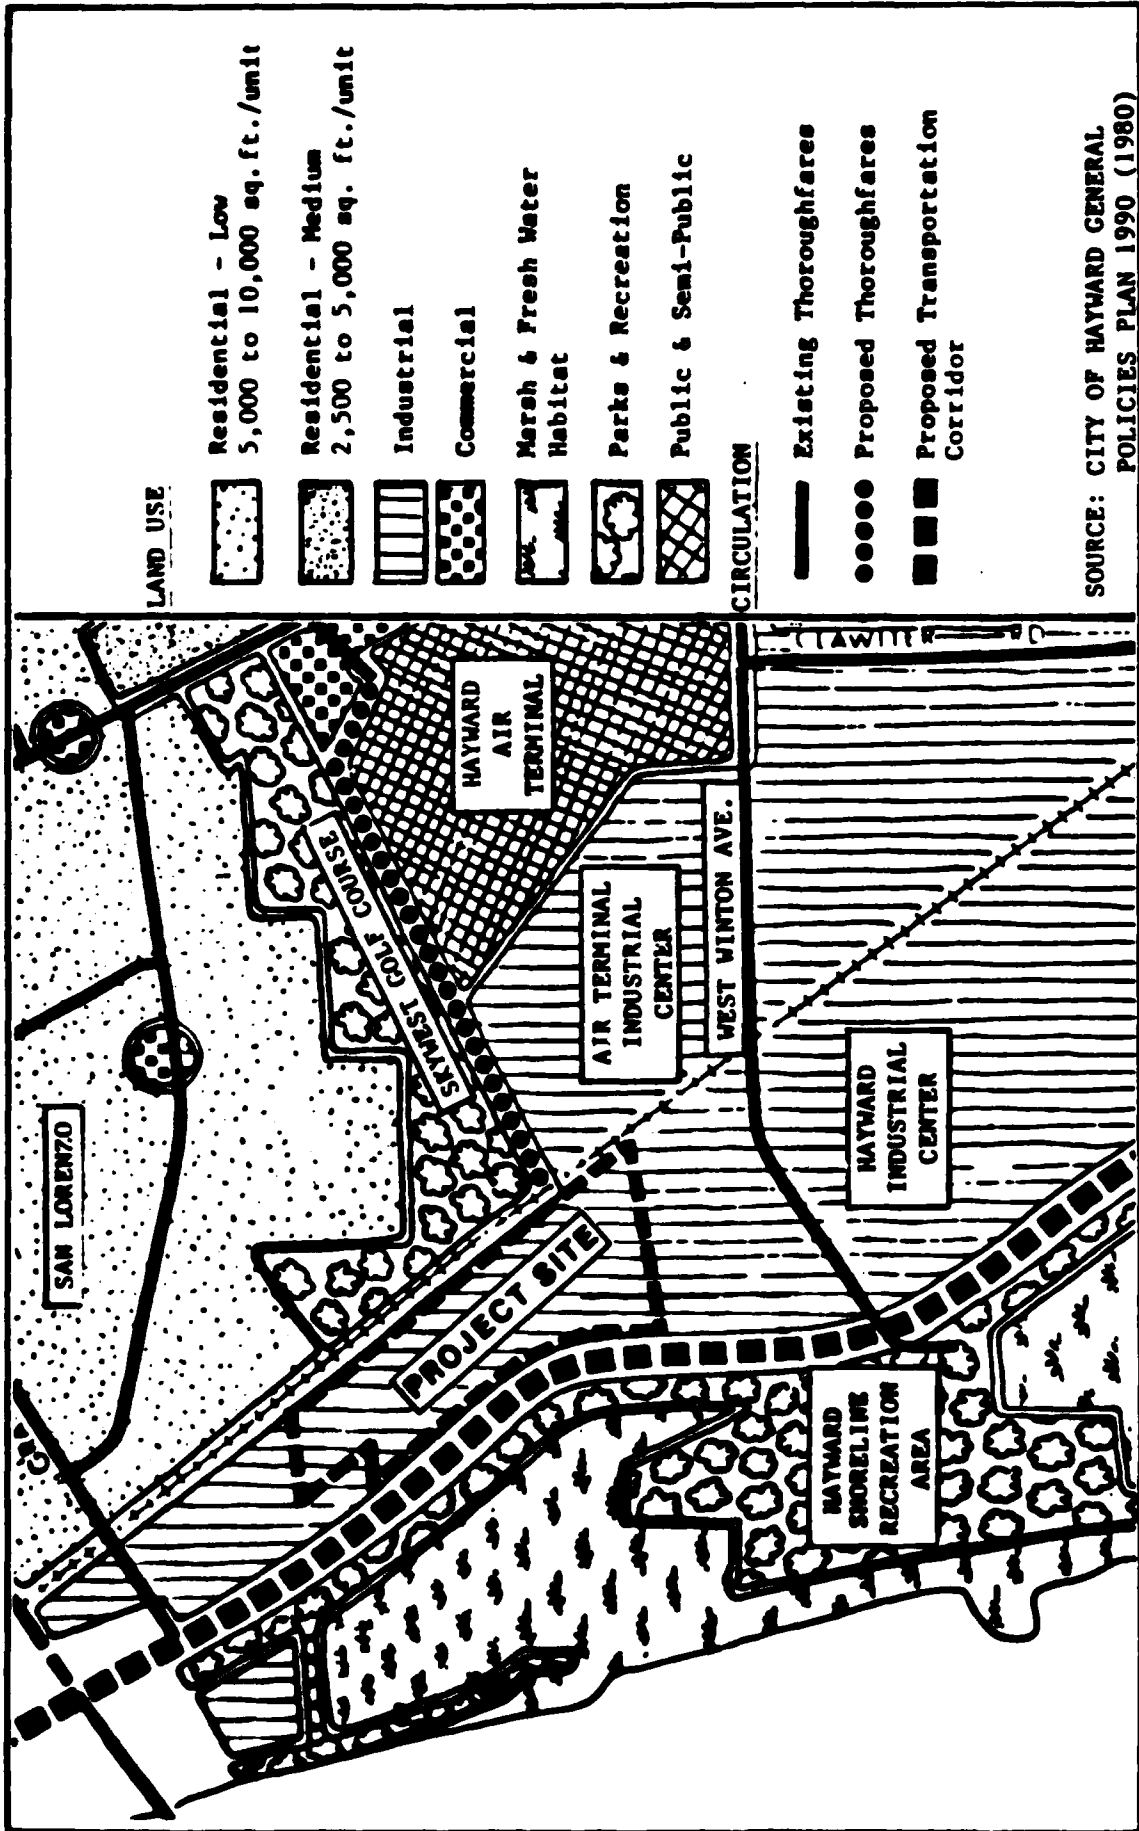 SAN LORENZO
GRA
SKYWEST GOLF COURSE
HAYWARD
AIR
TERMINAL
PROJECT SITE
AIR TERMINAL
INDUSTRIAL
CENTER
WEST WINTON AVE.
CLAWITER
HAYWARD
INDUSTRIAL
CENTER
HAYWARD
SHORELINE
RECREATION
AREA
LAND USE
Residential - Low
5,000 to 10,000 sq.ft./unit
Residential - Medium
2,500 to 5,000 sq. ft./unit
Industrial
Commercial
Marsh & Fresh Water
Habitat
Parks & Recreation
Public & Semi-Public
CIRCULATION
Existing Thoroughfares
Proposed Thoroughfares
Proposed Transportation
Corridor
SOURCE: CITY OF HAYWARD GENERAL
POLICIES PLAN 1990 (1980)